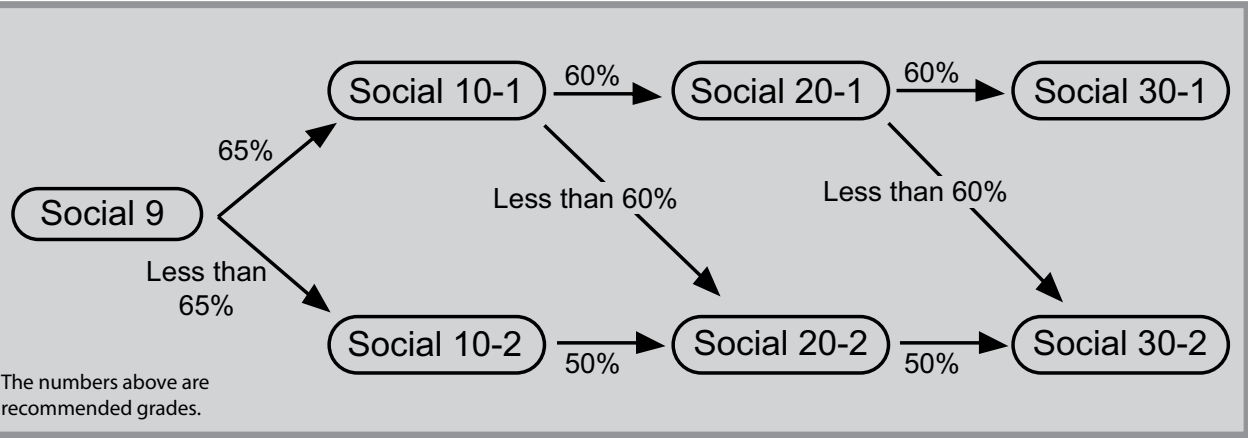 Social 10-1
60%
Social 20-1
60%
Social 30-1
65%
Less than 60%
Less than 60%
Social 9
Less than
65%
Social 10-2
50%
Social 20-2
50%
Social 30-2
The numbers above are
recommended grades.